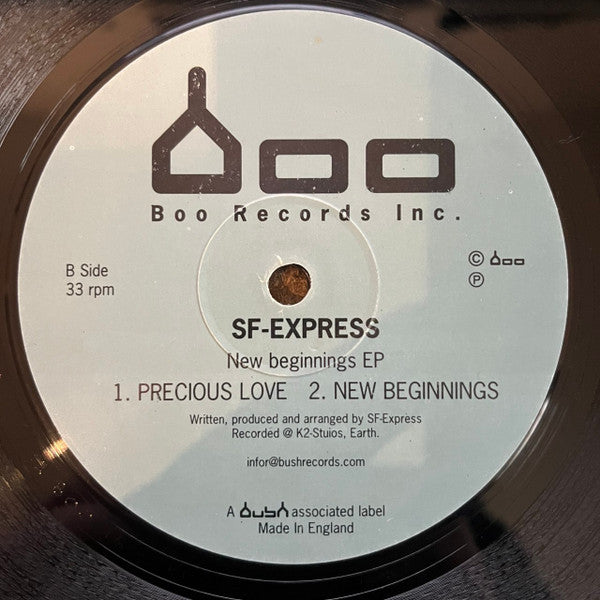 boo
Boo Records Inc.
B Side
33 rpm
© boo
℗
SF-EXPRESS
New beginnings EP
1. PRECIOUS LOVE 2. NEW BEGINNINGS
Written, produced and arranged by SF-Express
Recorded @ K2-Stuios, Earth.
infor@bushrecords.com
A bush associated label
Made In England